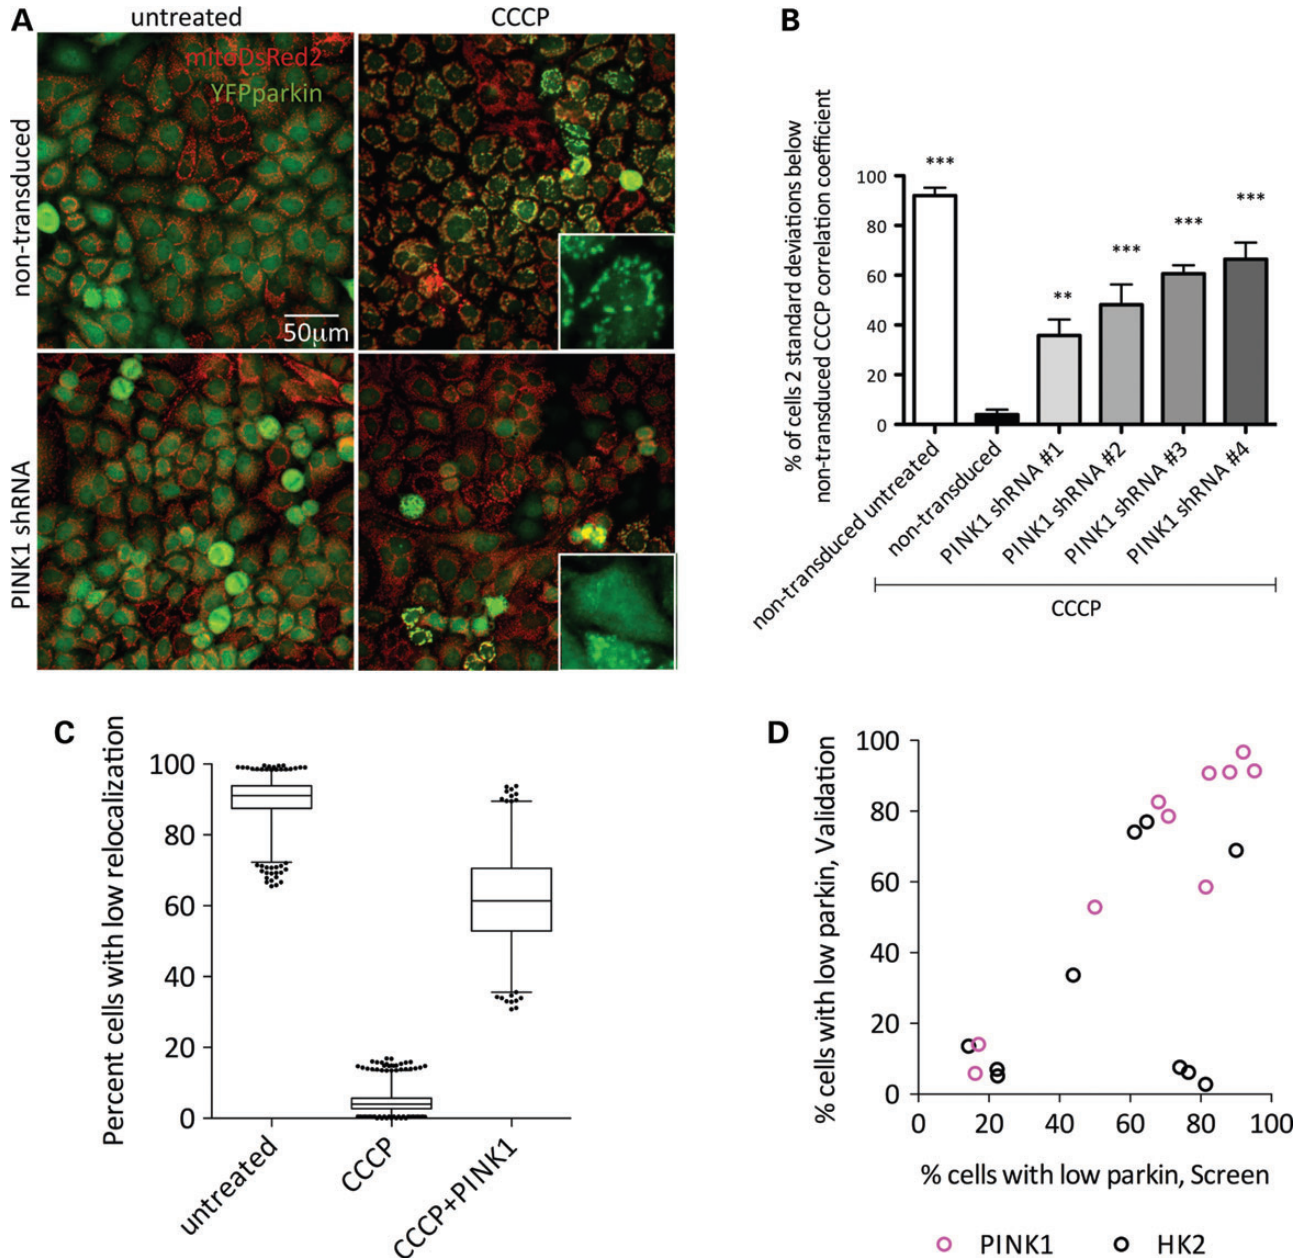 A
untreated
CCCP
non-transduced
PINK1 shRNA
mitoDsRed2
YFPparkin
50μm
B
% of cells 2 standard deviations below
non-transduced CCCP correlation coefficient
100
80
60
40
20
0
***
**
***
***
***
non-transduced untreated
non-transduced
PINK1 shRNA #1
PINK1 shRNA #2
PINK1 shRNA #3
PINK1 shRNA #4
CCCP
C
Percent cells with low relocalization
100
80
60
40
20
0
untreated
CCCP
CCCP+PINK1
D
% cells with low parkin, Validation
100
80
60
40
20
0
0 20 40 60 80 100
% cells with low parkin, Screen
PINK1 HK2